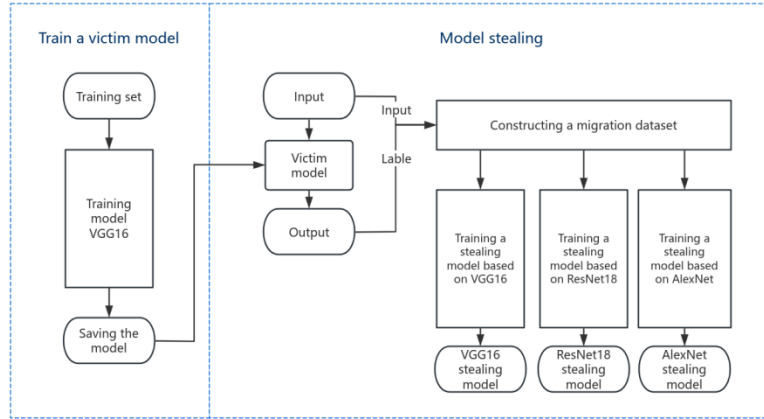 Train a victim model
Training set
Training
model
VGG16
Saving the
model
Model stealing
Input
Victim
model
Output
Input
Lable
Constructing a migration dataset
Training a
stealing
model based
on VGG16
Training a
stealing
model based
on ResNet18
Training a
stealing
model based
on AlexNet
VGG16
stealing
model
ResNet18
stealing
model
AlexNet
stealing
model